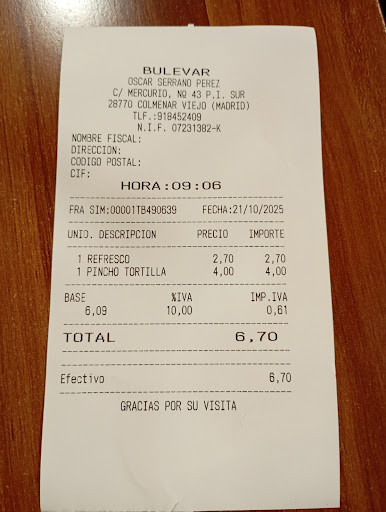 BULEVAR
OSCAR SERRANO PEREZ
C/ MERCURIO, Nº 43 P.I. SUR
28770 COLMENAR VIEJO (MADRID)
TLF.:918452409
N.I.F. 07231382-K
NOMBRE FISCAL:
DIRECCION:
CODIGO POSTAL:
CIF:
HORA:09:06
FRA SIM:00001TB490639 FECHA:21/10/2025
UNID. DESCRIPCION PRECIO IMPORTE
1 REFRESCO 2,70 2,70
1 PINCHO TORTILLA 4,00 4,00
BASE %IVA IMP.IVA
6,09 10,00 0,61
TOTAL 6,70
Efectivo 6,70
GRACIAS POR SU VISITA